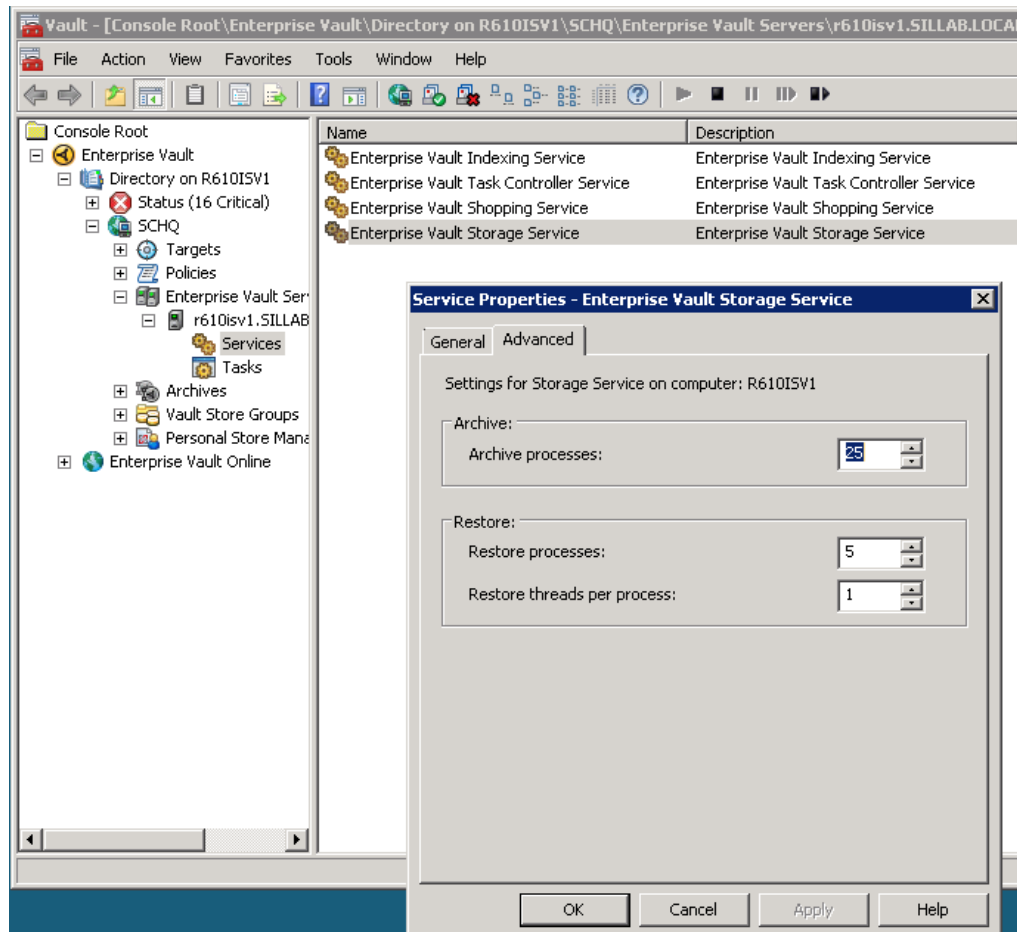 Vault - [Console Root\Enterprise Vault\Directory on R610ISV1\SCHQ\Enterprise Vault Servers\r610isv1.SILLAB.LOCAL
File Action View Favorites Tools Window Help
Console Root
Enterprise Vault
Directory on R610ISV1
Status (16 Critical)
SCHQ
Targets
Policies
Enterprise Vault Ser
r610isv1.SILLAB
Services
Tasks
Archives
Vault Store Groups
Personal Store Mana
Enterprise Vault Online
Name Description
Enterprise Vault Indexing Service Enterprise Vault Indexing Service
Enterprise Vault Task Controller Service Enterprise Vault Task Controller Service
Enterprise Vault Shopping Service Enterprise Vault Shopping Service
Enterprise Vault Storage Service Enterprise Vault Storage Service
Service Properties - Enterprise Vault Storage Service
General Advanced
Settings for Storage Service on computer: R610ISV1
Archive:
Archive processes: 25
Restore:
Restore processes: 5
Restore threads per process: 1
OK Cancel Apply Help